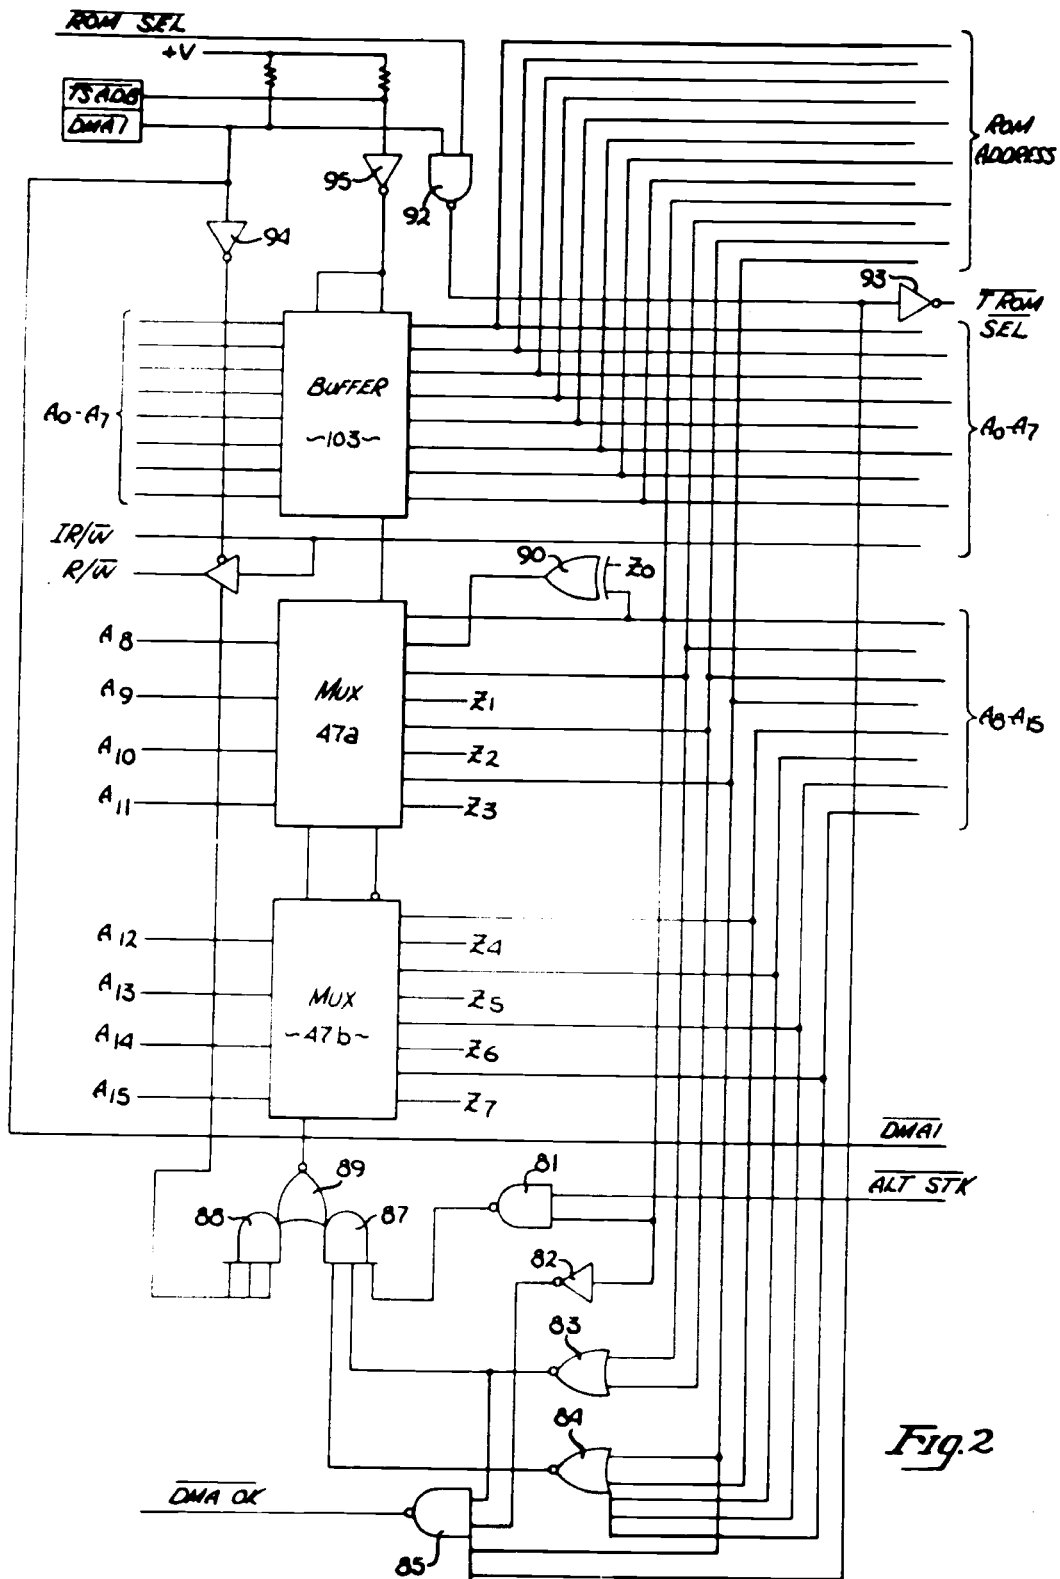 ROM SEL
+V
TSADB
DMA1
95
92
94
ROM
ADDRESS
93
TROM
SEL
A0-A7
BUFFER
~103~
A0-A7
IR/W
R/W
90
Z0
A8
A9
A10
A11
MUX
47a
Z1
Z2
Z3
A8-A15
A12
A13
A14
A15
MUX
~47b~
Z4
Z5
Z6
Z7
DMA1
ALT STK
89
88
87
81
82
83
84
DMA OK
85
Fig. 2